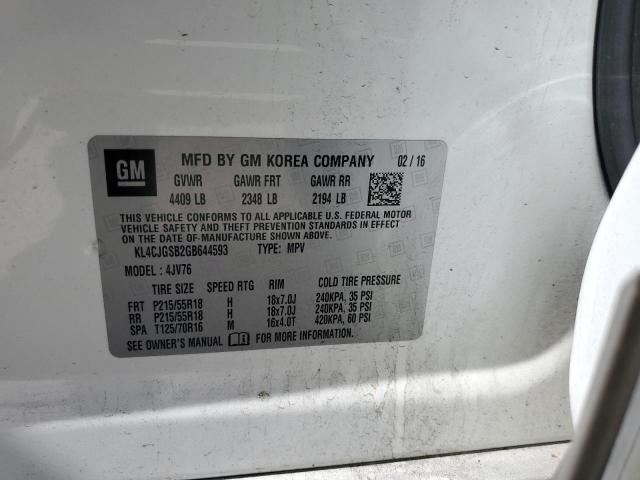 GM MFD BY GM KOREA COMPANY 02/16
GVWR GAWR FRT GAWR RR
4409 LB 2348 LB 2194 LB
THIS VEHICLE CONFORMS TO ALL APPLICABLE U.S. FEDERAL MOTOR
VEHICLE SAFETY AND THEFT PREVENTION STANDARDS IN EFFECT
ON THE DATE OF MANUFACTURE SHOWN ABOVE.
KL4CJGSB2GB644593 TYPE: MPV
MODEL: 4JV76
TIRE SIZE SPEED RTG RIM COLD TIRE PRESSURE
FRT P215/55R18 H 18x7.0J 240KPA, 35 PSI
RR P215/55R18 H 18x7.0J 240KPA, 35 PSI
SPA T125/70R16 M 16x4.0T 420KPA, 60 PSI
SEE OWNER'S MANUAL FOR MORE INFORMATION.